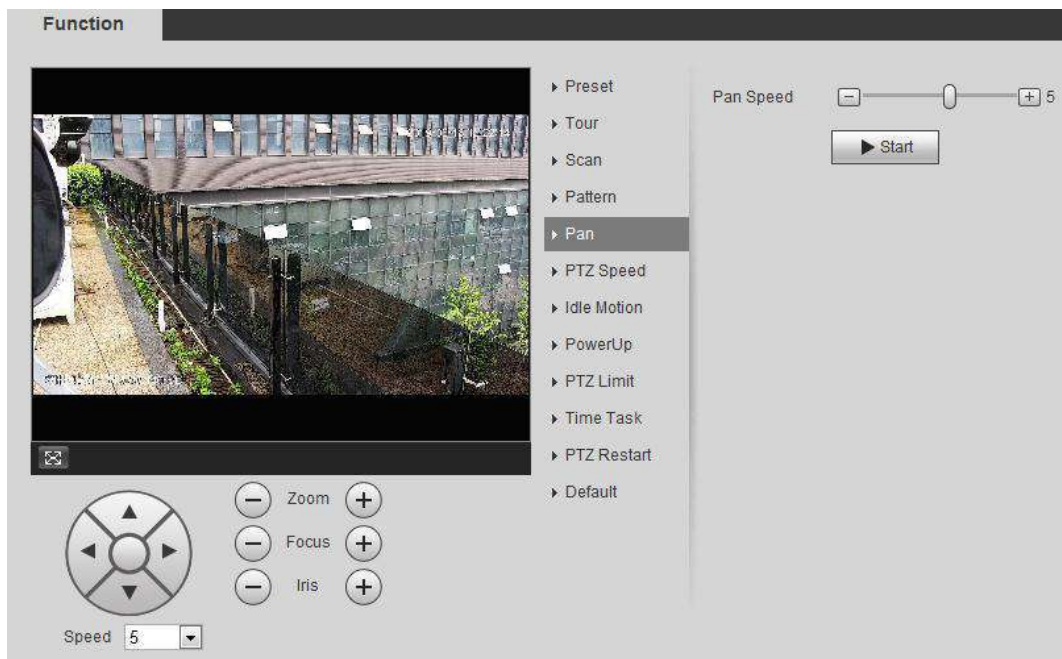 Function
Preset
Tour
Scan
Pattern
Pan
PTZ Speed
Idle Motion
PowerUp
PTZ Limit
Time Task
PTZ Restart
Default
Pan Speed 5
Start
Zoom
Focus
Iris
Speed 5